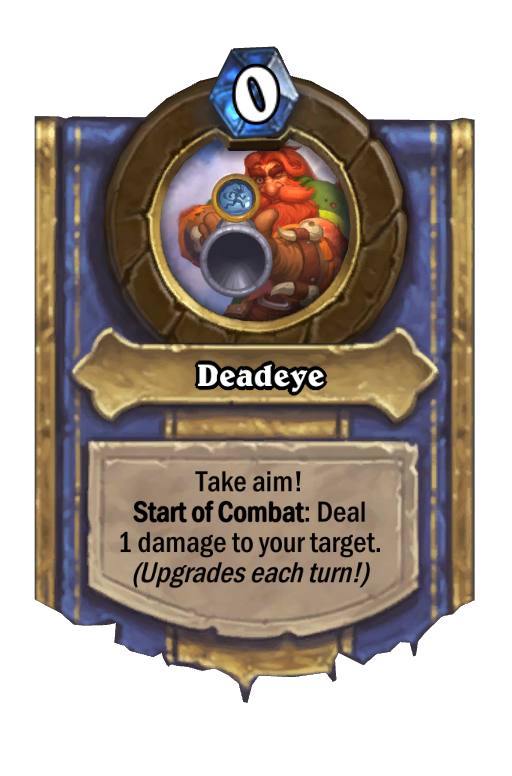 0
Deadeye
Take aim!
Start of Combat: Deal
1 damage to your target.
(Upgrades each turn!)